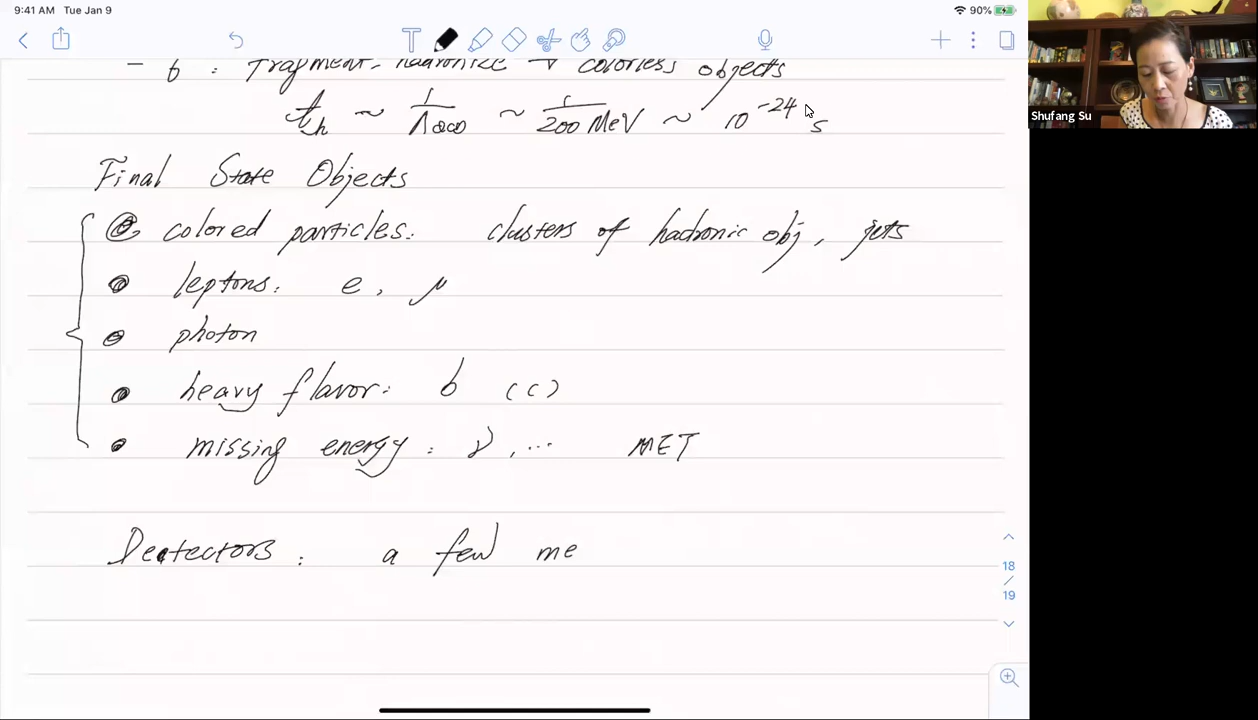 9:41 AM Tue Jan 9
90%
- b : fragment, hadronize → colorless objects
t_h ~ 1/Λ_QCD ~ 1/200 MeV ~ 10^-24 s
Shufang Su
Final State Objects
colored particles: clusters of hadronic obj, jets
leptons: e, μ
photon
heavy flavor: b (c)
missing energy: ν, ... MET
Detectors: a few me
18
/
19